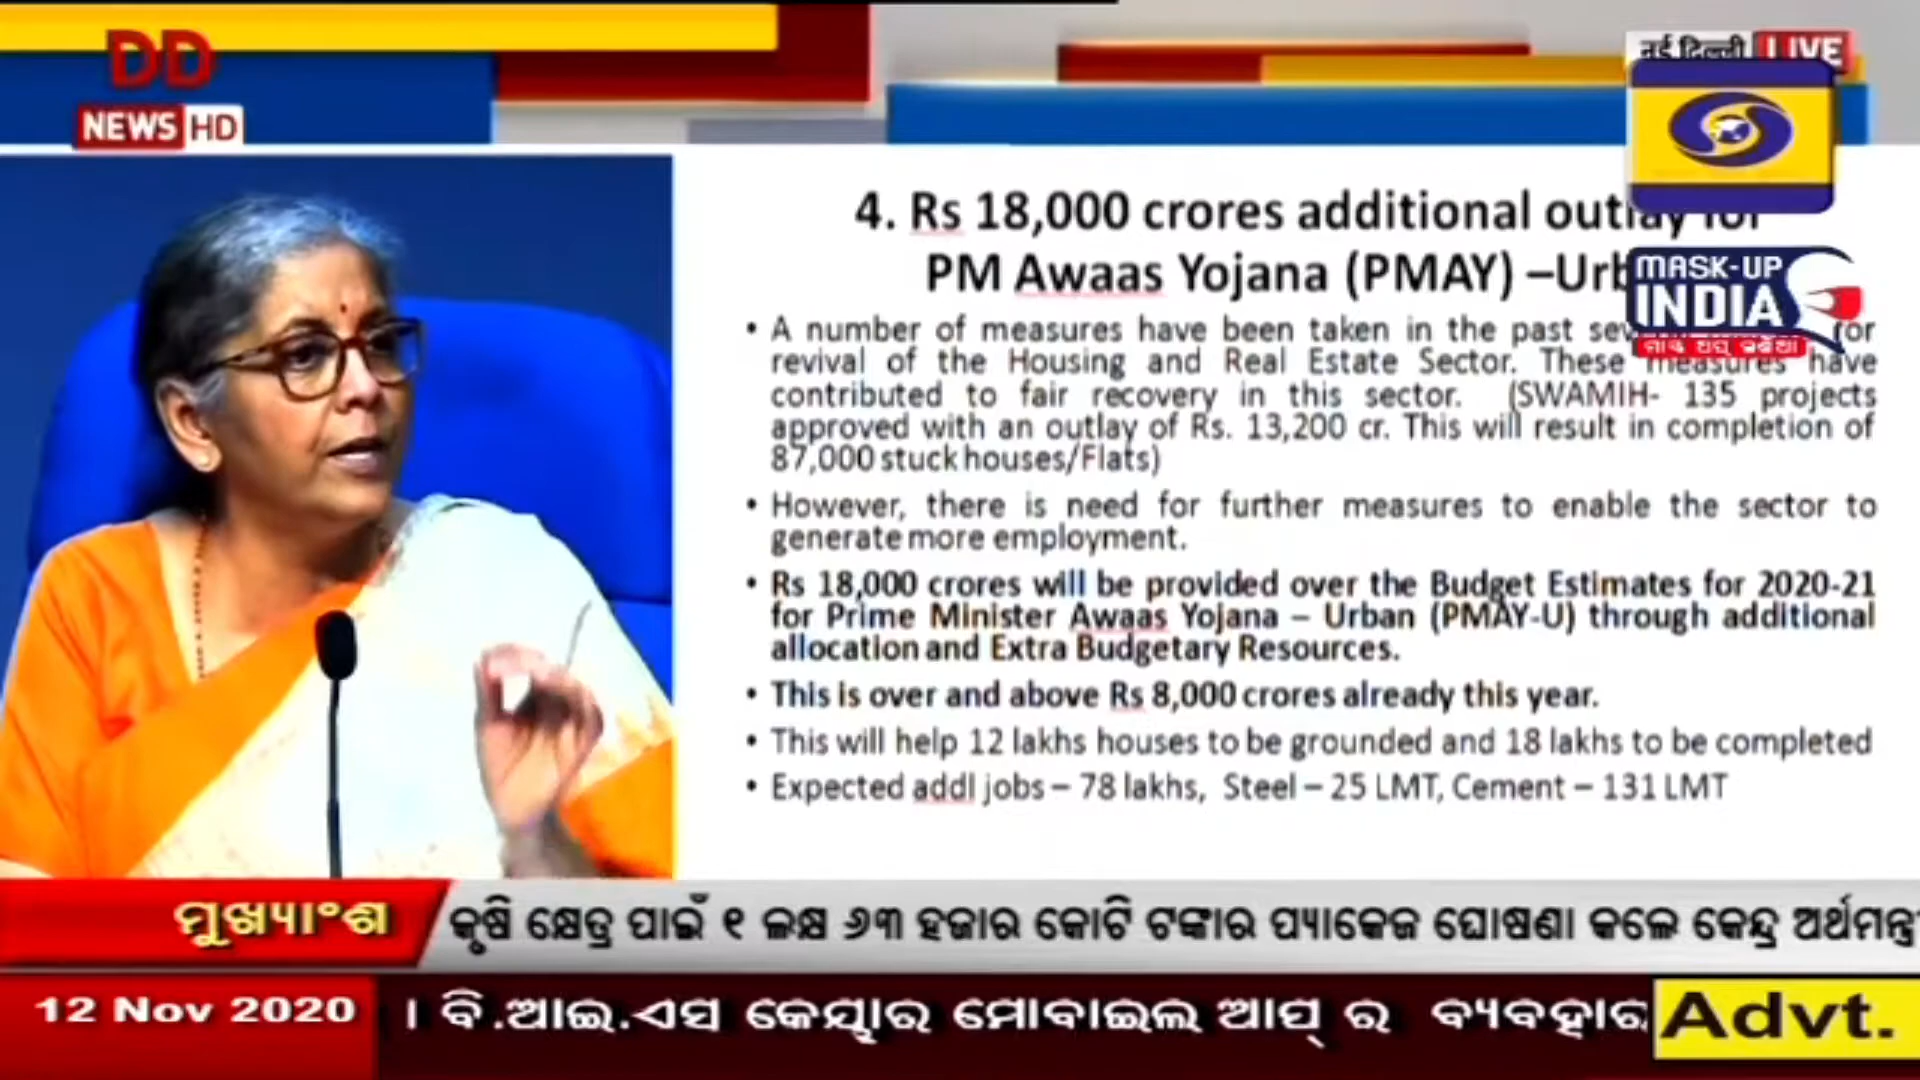 DD
NEWS HD
नई दिल्ली LIVE
4. Rs 18,000 crores additional outlay for
PM Awaas Yojana (PMAY) –Urb
MASK-UP
INDIA
ମାସ୍କ ଅପ୍ ଇଣ୍ଡିଆ
• A number of measures have been taken in the past sev or
revival of the Housing and Real Estate Sector. These measures have
contributed to fair recovery in this sector. (SWAMIH- 135 projects
approved with an outlay of Rs. 13,200 cr. This will result in completion of
87,000 stuck houses/Flats)
• However, there is need for further measures to enable the sector to
generate more employment.
• Rs 18,000 crores will be provided over the Budget Estimates for 2020-21
for Prime Minister Awaas Yojana – Urban (PMAY-U) through additional
allocation and Extra Budgetary Resources.
• This is over and above Rs 8,000 crores already this year.
• This will help 12 lakhs houses to be grounded and 18 lakhs to be completed
• Expected addl jobs – 78 lakhs, Steel – 25 LMT, Cement – 131 LMT
ମୁଖ୍ୟାଂଶ
କୃଷି କ୍ଷେତ୍ର ପାଇଁ ୧ ଲକ୍ଷ ୬୩ ହଜାର କୋଟି ଟଙ୍କାର ପ୍ୟାକେଜ ଘୋଷଣା କଲେ କେନ୍ଦ୍ର ଅର୍ଥମନ୍ତ୍ରୀ
12 Nov 2020
। ବି.ଆଇ.ଏସ କେୟ୍ଯାର ମୋବାଇଲ ଆପ୍ ର ବ୍ୟବହାର
Advt.